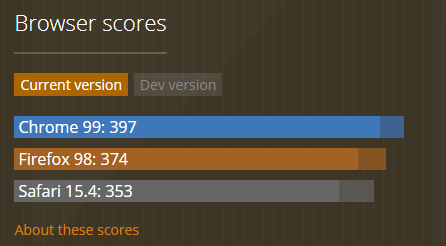 Browser scores
Current version Dev version
Chrome 99: 397
Firefox 98: 374
Safari 15.4: 353
About these scores